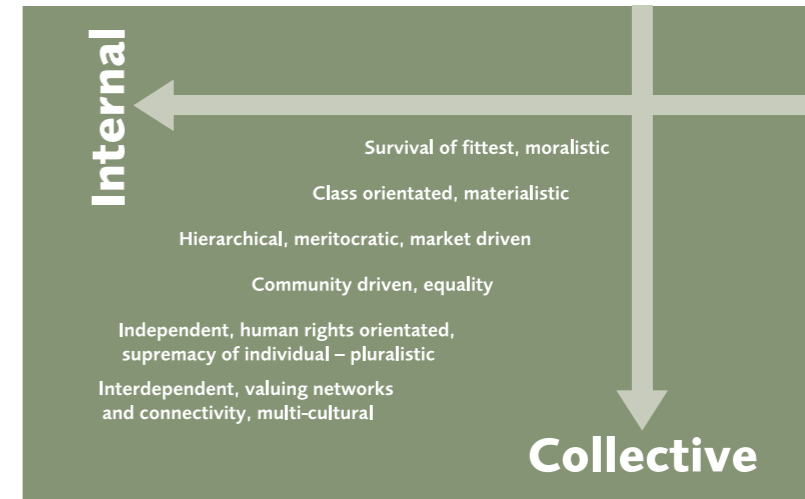 Internal
Survival of fittest, moralistic
Class orientated, materialistic
Hierarchical, meritocratic, market driven
Community driven, equality
Independent, human rights orientated,
supremacy of individual – pluralistic
Interdependent, valuing networks
and connectivity, multi-cultural
Collective